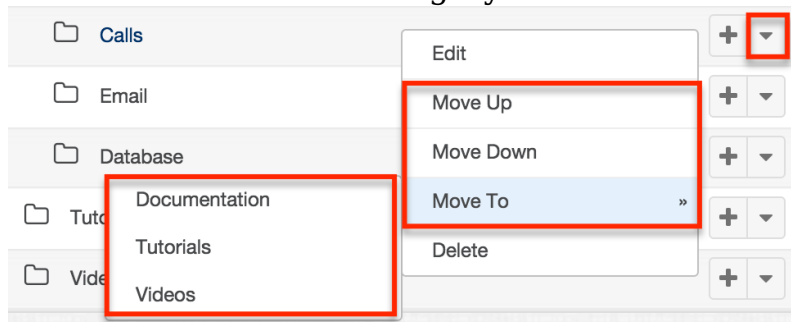 Calls
Edit
Email
Move Up
Move Down
Database
Move To »
Documentation
Tutorials
Delete
Videos